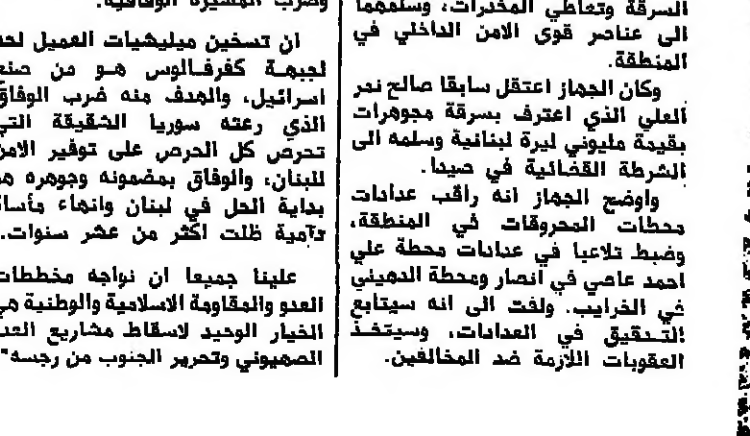 السرقة وتعاطي المخدرات، وسلمهما
الى عناصر قوى الامن الداخلي في
المنطقة.
وكان الجهاز اعتقل سابقا صالح نمر
العلي الذي اعترف بسرقة مجوهرات
بقيمة مليوني ليرة لبنانية وسلمه الى
الشرطة القضائية في صيدا.
واوضح الجهاز انه راقب عدادات
محطات المحروقات في المنطقة،
وضبط تلاعبا في عدادات محطة علي
احمد عاصي في انصار ومحطة الدهيني
في الخرايب. ولفت الى انه سيتابع
التدقيق في العدادات، وسيتخذ
العقوبات اللازمة ضد المخالفين.
وضرب المسيرة الوفاقية.
ان تسخين ميليشيات العميل لحد
لجبهة كفرفالوس هو من صنع
اسرائيل، والهدف منه ضرب الوفاق
الذي رعته سوريا الشقيقة التي
تحرص كل الحرص على توفير الامن
للبنان، والوفاق بمضمونه وجوهره هو
بداية الحل في لبنان وانهاء مأساة
دامية ظلت اكثر من عشر سنوات.
علينا جميعا ان نواجه مخططات
العدو والمقاومة الاسلامية والوطنية هي
الخيار الوحيد لاسقاط مشاريع العدو
الصهيوني وتحرير الجنوب من رجسه"